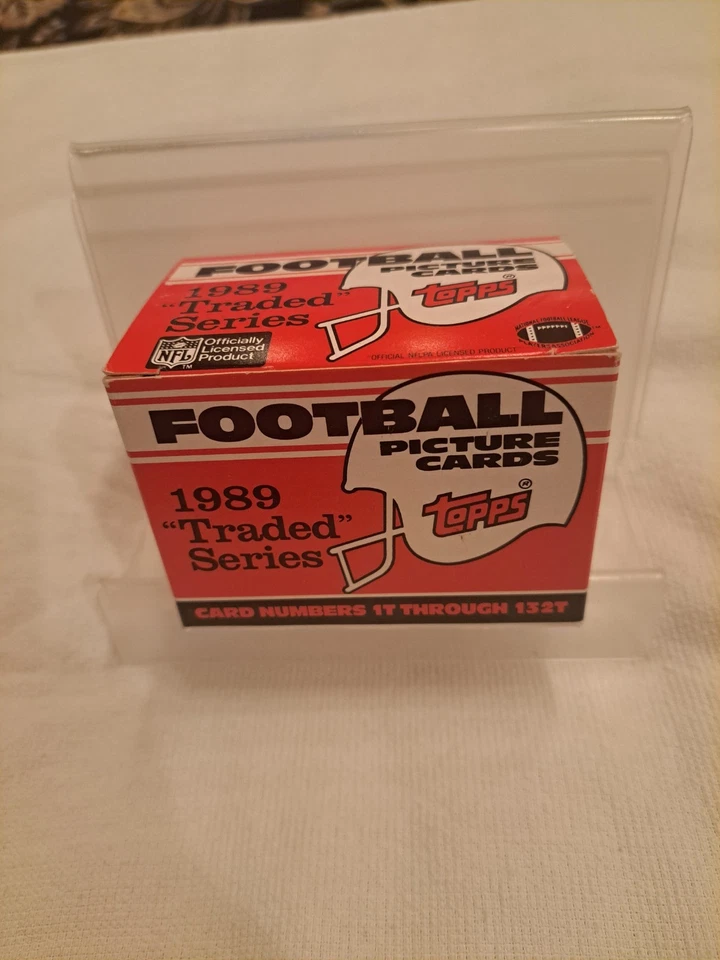 FOOTBALL
PICTURE
CARDS
1989
"Traded"
Series
TOPPS®
NFL
TM
Officially
Licensed
Product
OFFICIAL NFLPA LICENSED PRODUCT
FOOTBALL
PICTURE
CARDS
1989
"Traded"
Series
TOPPS®
CARD NUMBERS 1T THROUGH 132T